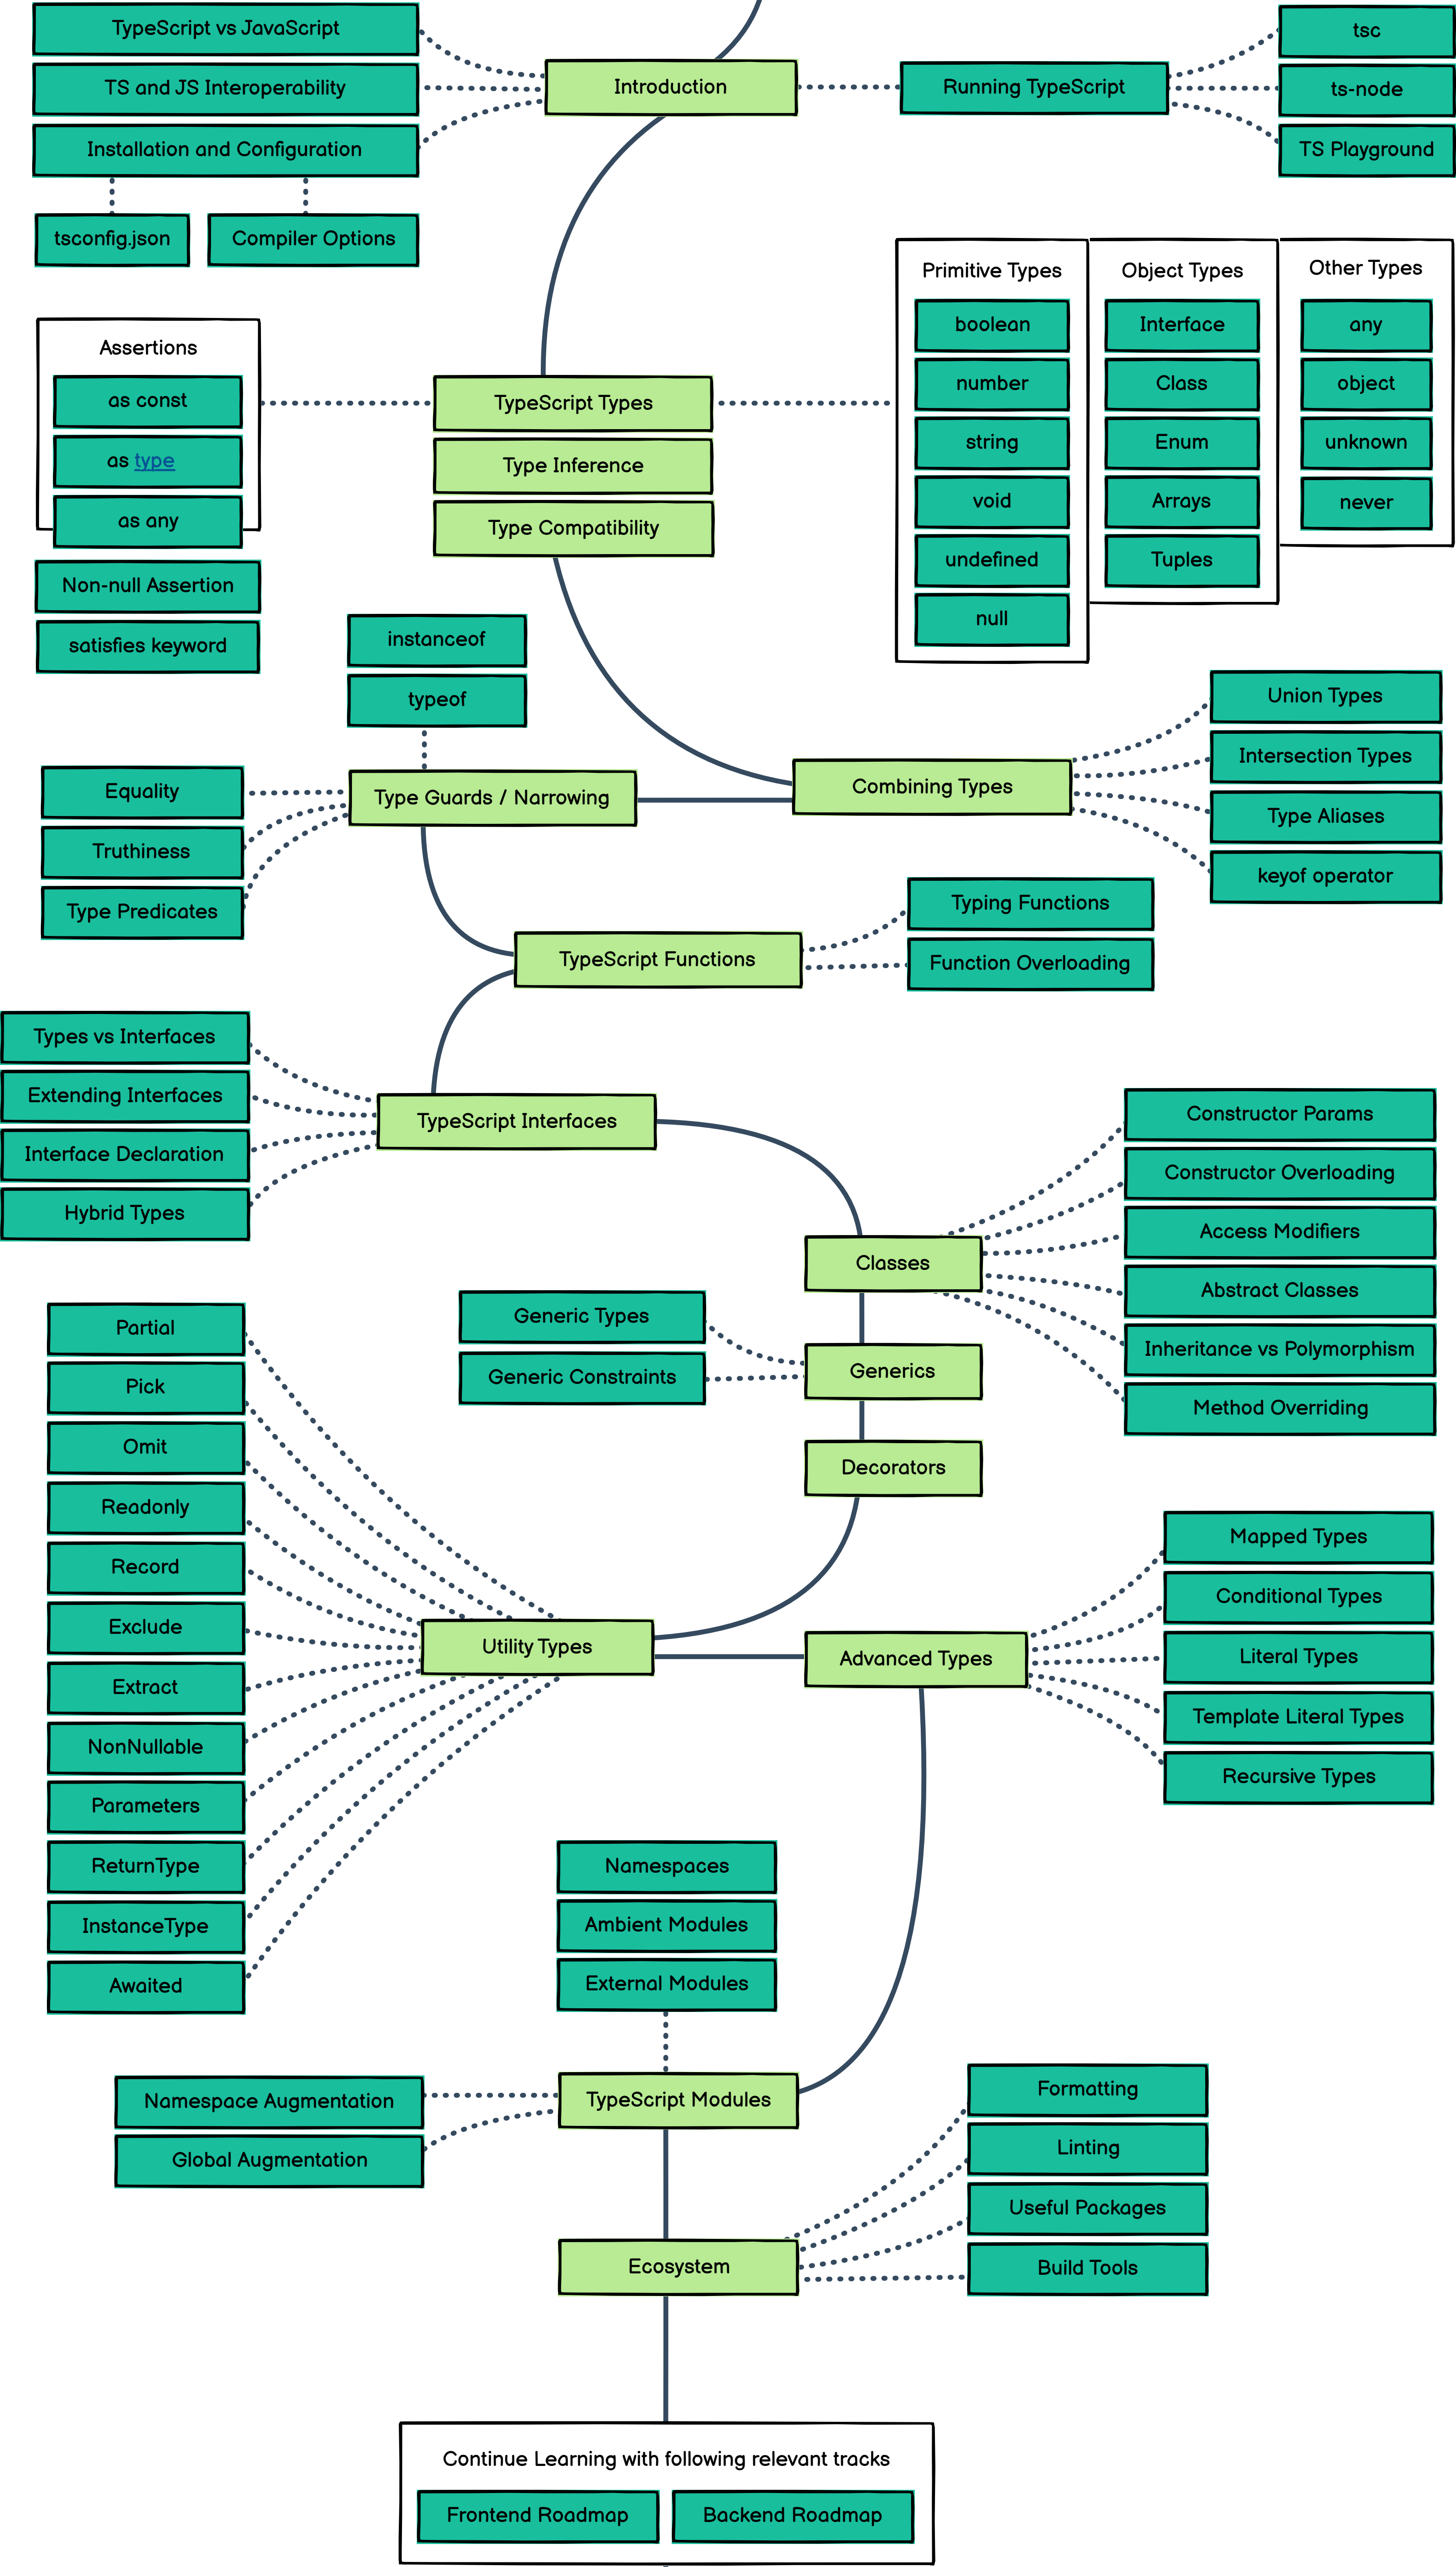 TypeScript vs JavaScript
TS and JS Interoperability
Installation and Configuration
tsconfig.json
Compiler Options
Introduction
Running TypeScript
tsc
ts-node
TS Playground
Assertions
as const
as type
as any
Non-null Assertion
satisfies keyword
TypeScript Types
Type Inference
Type Compatibility
Primitive Types
boolean
number
string
void
undefined
null
Object Types
Interface
Class
Enum
Arrays
Tuples
Other Types
any
object
unknown
never
instanceof
typeof
Equality
Truthiness
Type Predicates
Type Guards / Narrowing
Combining Types
Union Types
Intersection Types
Type Aliases
keyof operator
TypeScript Functions
Typing Functions
Function Overloading
Types vs Interfaces
Extending Interfaces
Interface Declaration
Hybrid Types
TypeScript Interfaces
Classes
Constructor Params
Constructor Overloading
Access Modifiers
Abstract Classes
Inheritance vs Polymorphism
Method Overriding
Generic Types
Generic Constraints
Generics
Decorators
Partial
Pick
Omit
Readonly
Record
Exclude
Extract
NonNullable
Parameters
ReturnType
InstanceType
Awaited
Utility Types
Advanced Types
Mapped Types
Conditional Types
Literal Types
Template Literal Types
Recursive Types
Namespaces
Ambient Modules
External Modules
Namespace Augmentation
Global Augmentation
TypeScript Modules
Formatting
Linting
Useful Packages
Build Tools
Ecosystem
Continue Learning with following relevant tracks
Frontend Roadmap
Backend Roadmap